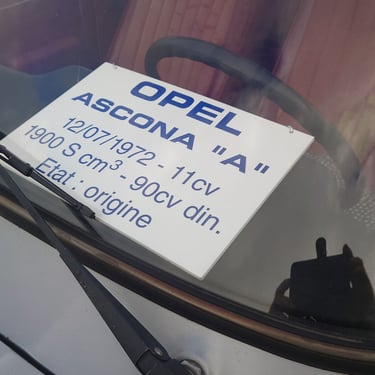 OPEL
ASCONA "A"
12/07/1972 - 11cv
1900 S cm³ - 90cv din.
Etat : origine